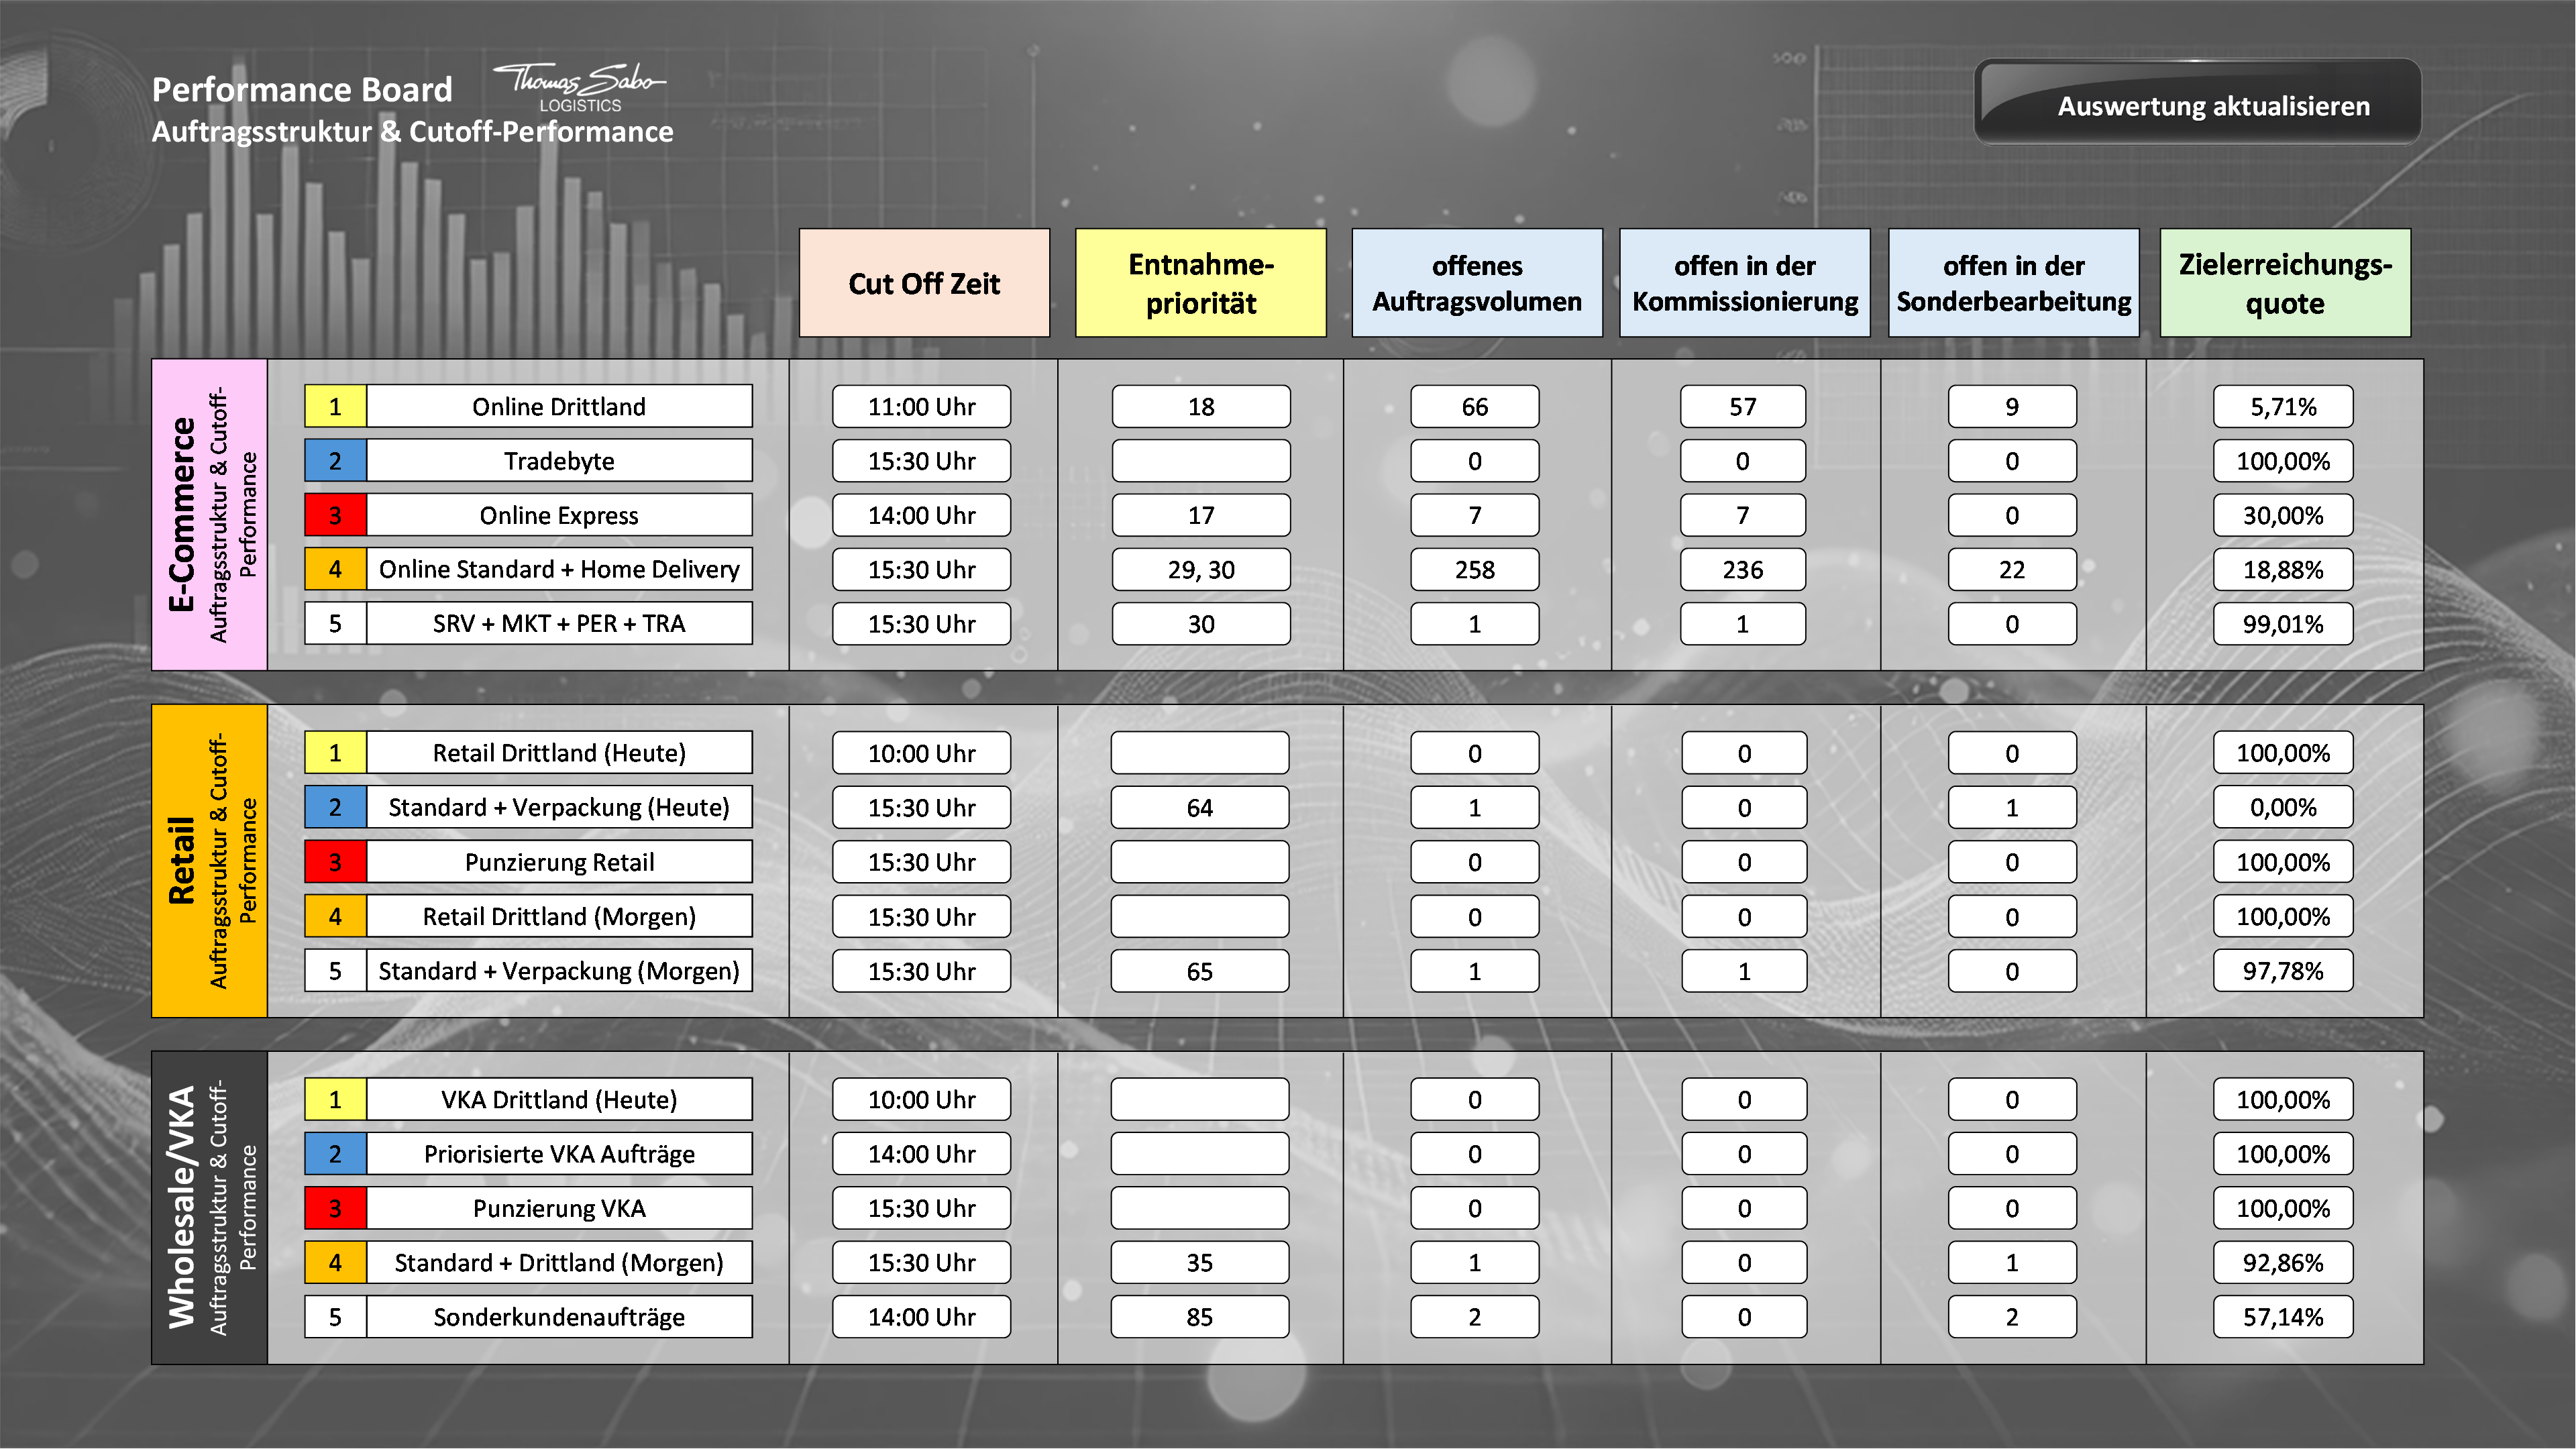 Performance Board
Thomas Sabo
LOGISTICS
Auftragsstruktur & Cutoff-Performance
Auswertung aktualisieren
Cut Off Zeit
Entnahme-
priorität
offenes
Auftragsvolumen
offen in der
Kommissionierung
offen in der
Sonderbearbeitung
Zielerreichungs-
quote
E-Commerce
Auftragsstruktur & Cutoff-
Performance
1 Online Drittland 11:00 Uhr 18 66 57 9 5,71%
2 Tradebyte 15:30 Uhr 0 0 0 100,00%
3 Online Express 14:00 Uhr 17 7 7 0 30,00%
4 Online Standard + Home Delivery 15:30 Uhr 29, 30 258 236 22 18,88%
5 SRV + MKT + PER + TRA 15:30 Uhr 30 1 1 0 99,01%
Retail
Auftragsstruktur & Cutoff-
Performance
1 Retail Drittland (Heute) 10:00 Uhr 0 0 0 100,00%
2 Standard + Verpackung (Heute) 15:30 Uhr 64 1 0 1 0,00%
3 Punzierung Retail 15:30 Uhr 0 0 0 100,00%
4 Retail Drittland (Morgen) 15:30 Uhr 0 0 0 100,00%
5 Standard + Verpackung (Morgen) 15:30 Uhr 65 1 1 0 97,78%
Wholesale/VKA
Auftragsstruktur & Cutoff-
Performance
1 VKA Drittland (Heute) 10:00 Uhr 0 0 0 100,00%
2 Priorisierte VKA Aufträge 14:00 Uhr 0 0 0 100,00%
3 Punzierung VKA 15:30 Uhr 0 0 0 100,00%
4 Standard + Drittland (Morgen) 15:30 Uhr 35 1 0 1 92,86%
5 Sonderkundenaufträge 14:00 Uhr 85 2 0 2 57,14%